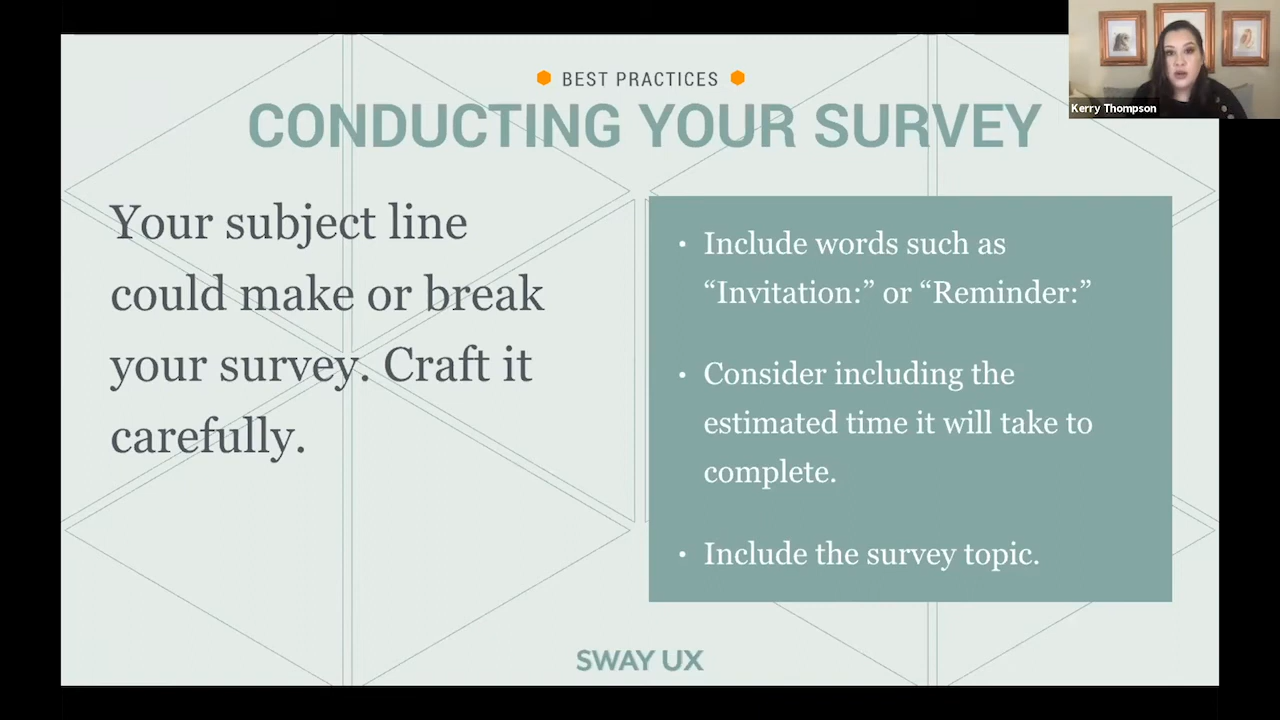 BEST PRACTICES
CONDUCTING YOUR SURVEY
Kerry Thompson
Your subject line
could make or break
your survey. Craft it
carefully.
• Include words such as
“Invitation:” or “Reminder:”
• Consider including the
estimated time it will take to
complete.
• Include the survey topic.
SWAY UX